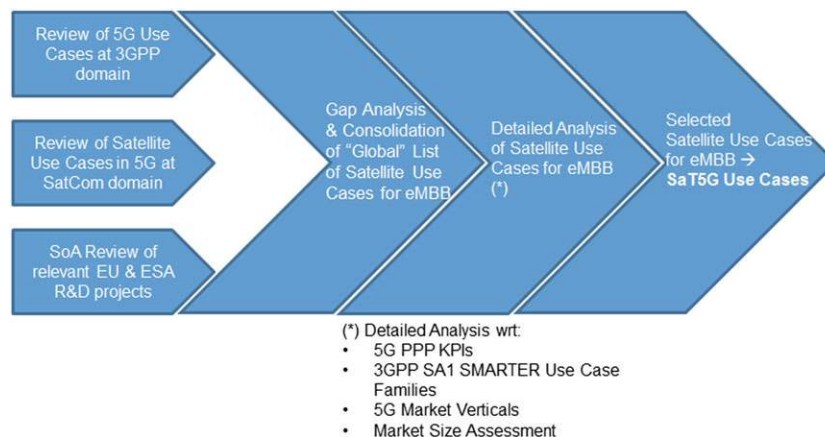 Review of 5G Use
Cases at 3GPP
domain
Review of Satellite
Use Cases in 5G at
SatCom domain
SoA Review of
relevant EU & ESA
R&D projects
Gap Analysis
& Consolidation
of “Global” List
of Satellite Use
Cases for eMBB
Detailed Analysis
of Satellite Use
Cases for eMBB
(*)
Selected
Satellite Use Cases
for eMBB →
SaT5G Use Cases
(*) Detailed Analysis wrt:
• 5G PPP KPIs
• 3GPP SA1 SMARTER Use Case
Families
• 5G Market Verticals
• Market Size Assessment